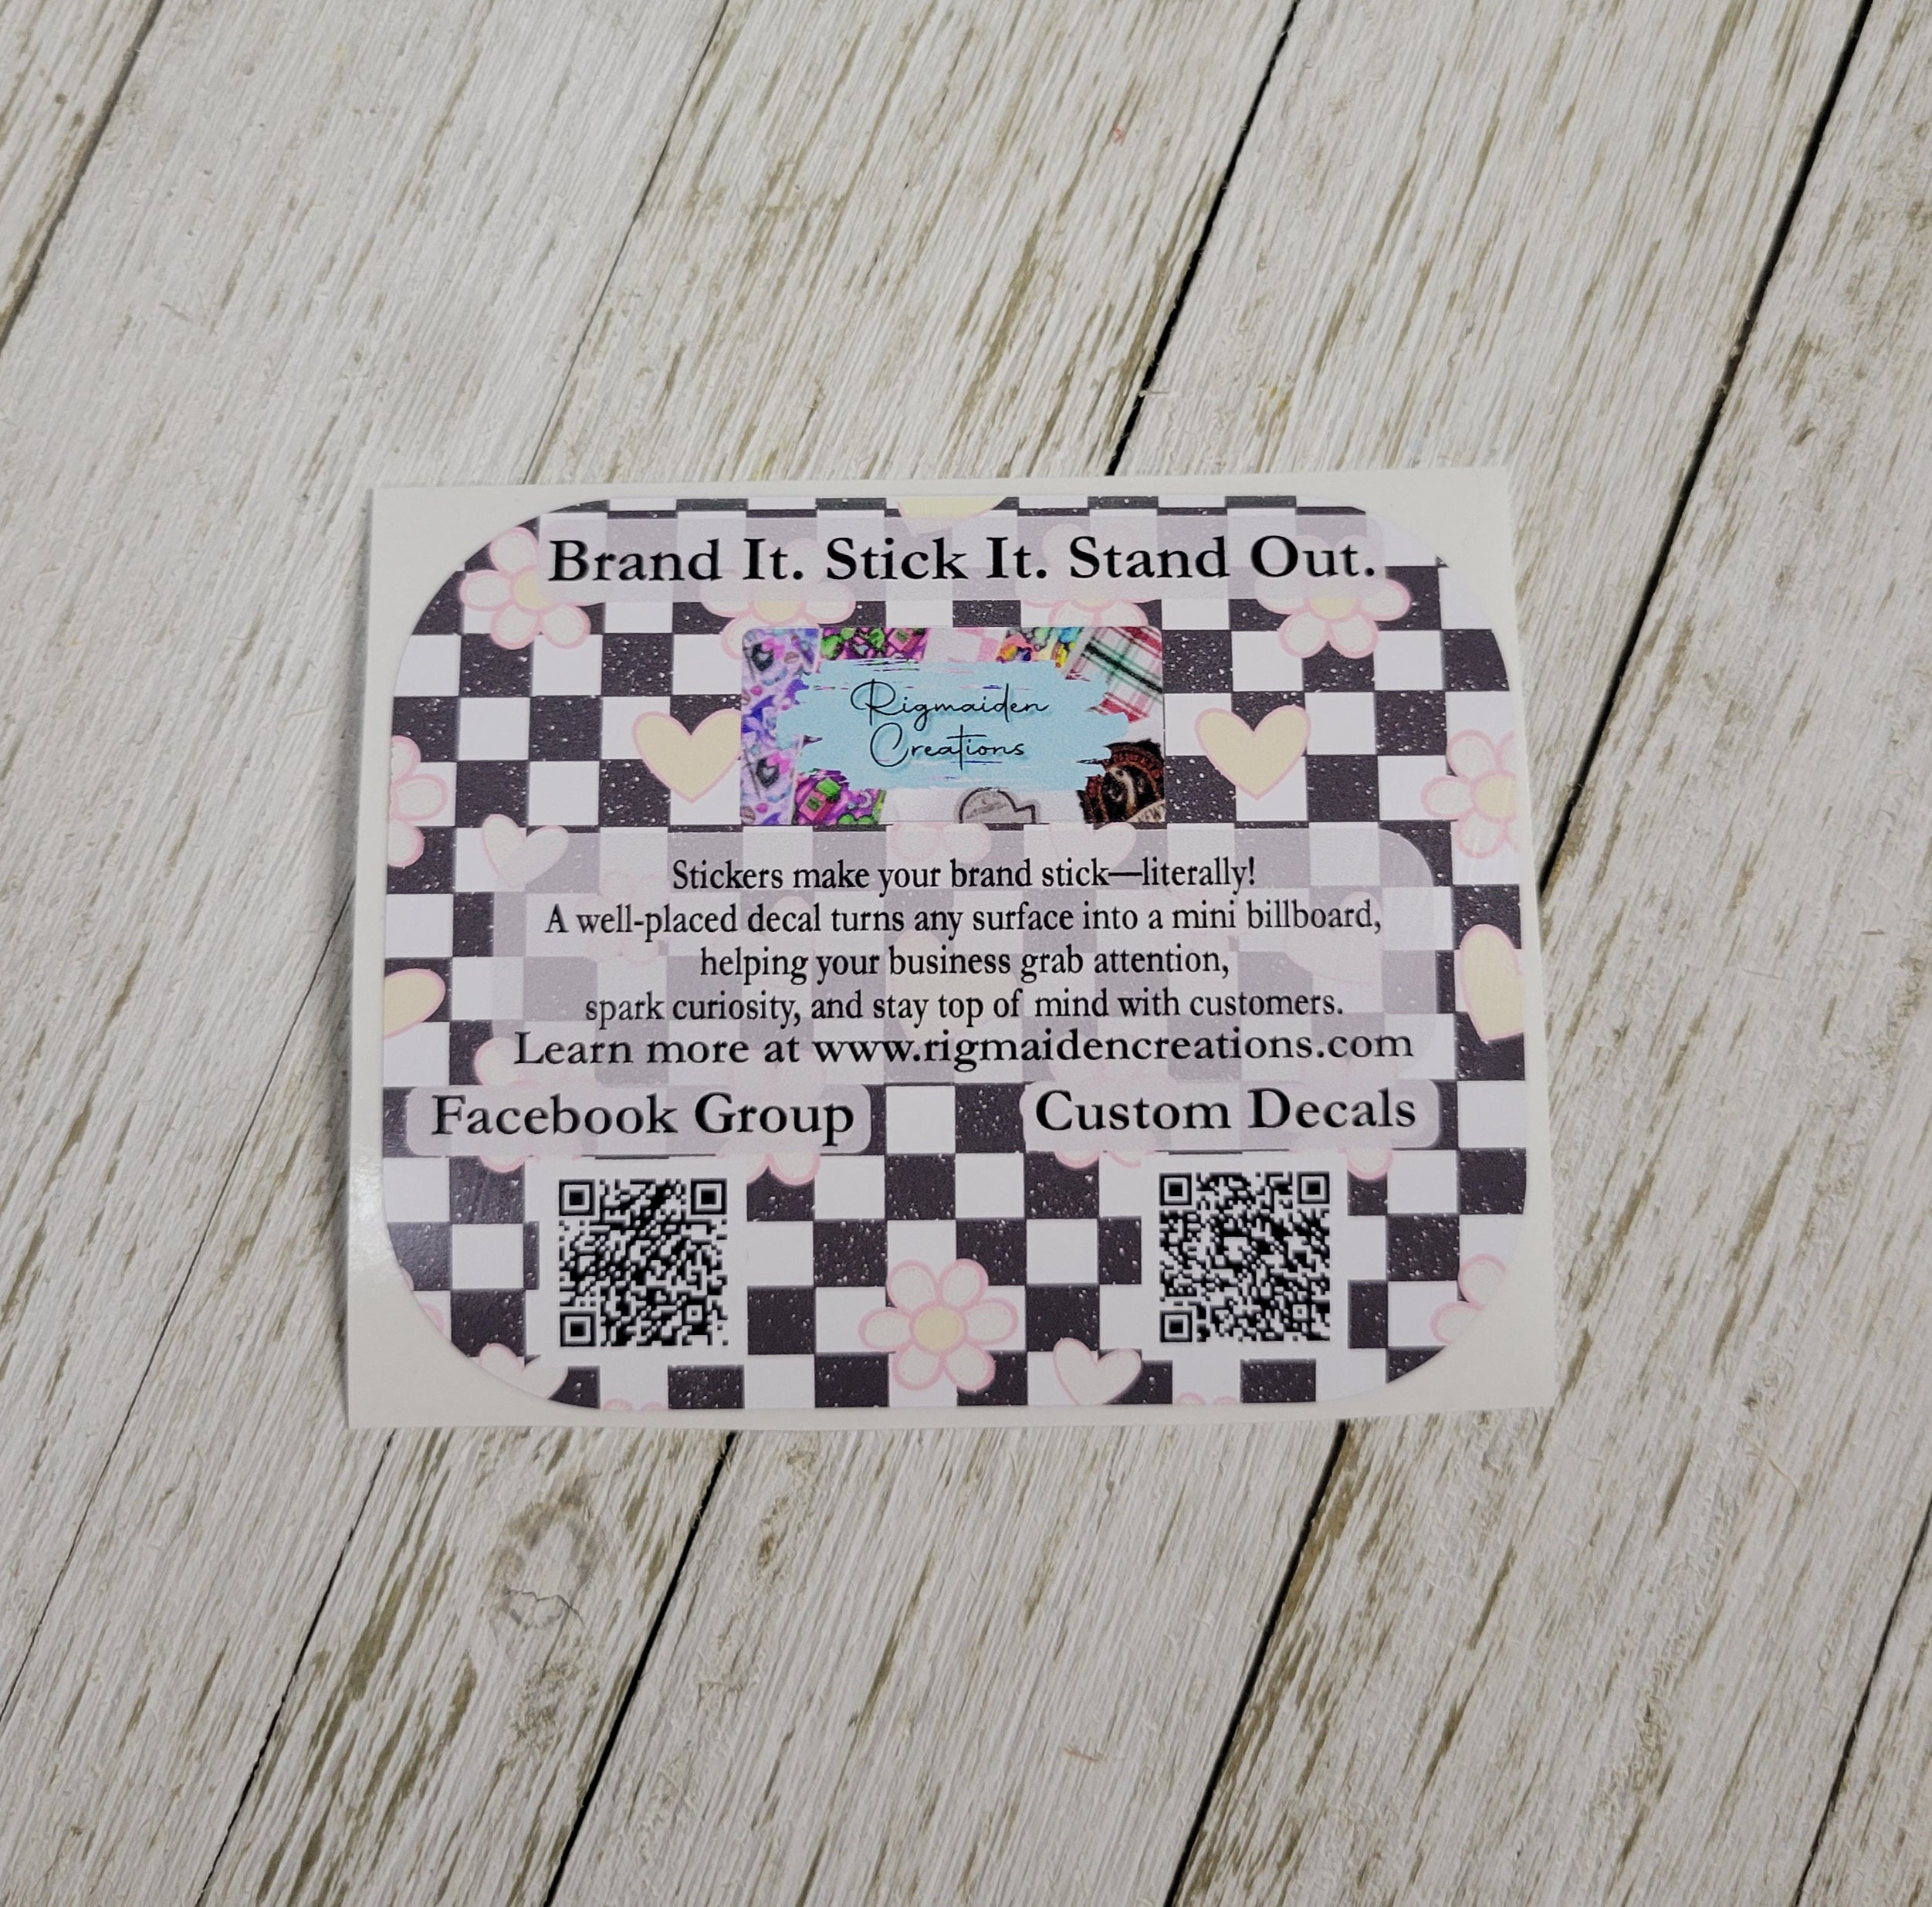 Brand It. Stick It. Stand Out.
Rigmaiden
Creations
Stickers make your brand stick—literally!
A well-placed decal turns any surface into a mini billboard,
helping your business grab attention,
spark curiosity, and stay top of mind with customers.
Learn more at www.rigmaidencreations.com
Facebook Group
Custom Decals